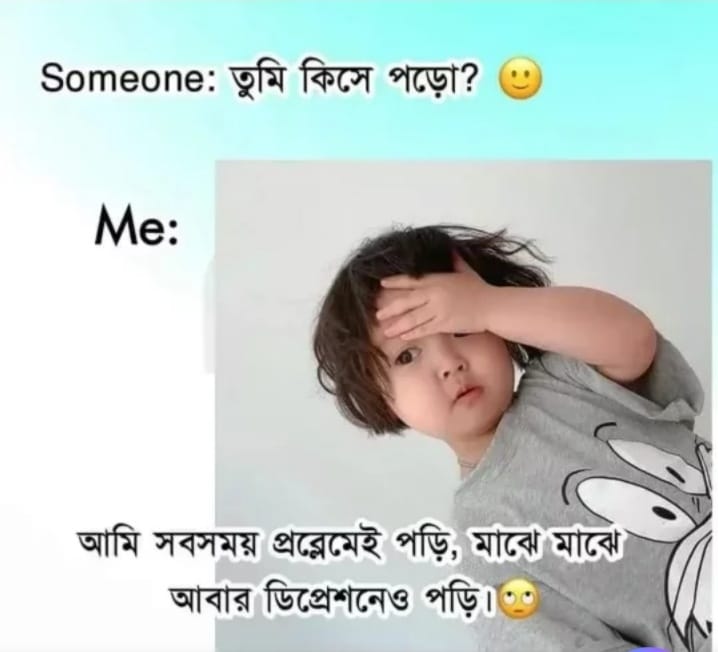 Someone: তুমি কিসে পড়ো? 🙂
Me:
আমি সবসময় প্রব্লেমেই পড়ি, মাঝে মাঝে
আবার ডিপ্রেশনেও পড়ি।🙄